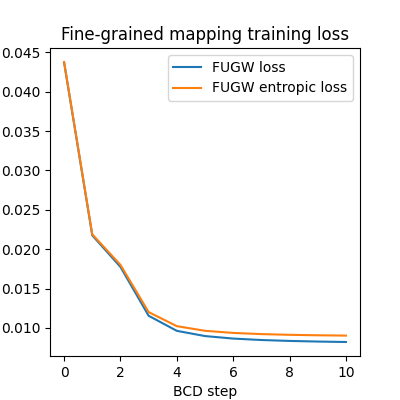 Fine-grained mapping training loss
FUGW loss
FUGW entropic loss
0.045
0.040
0.035
0.030
0.025
0.020
0.015
0.010
0 2 4 6 8 10
BCD step